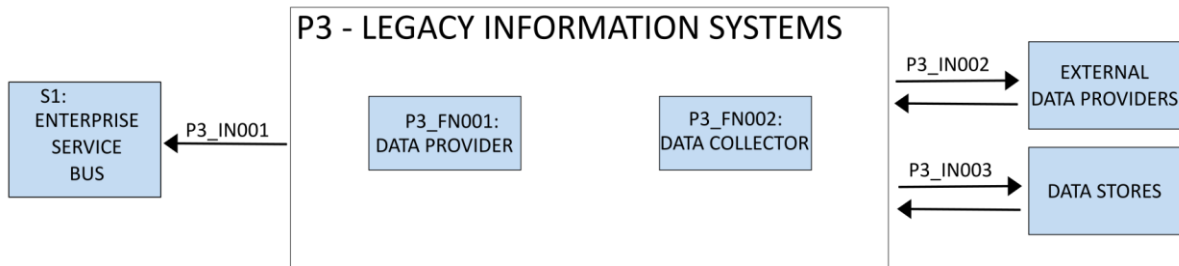 P3 - LEGACY INFORMATION SYSTEMS
S1:
ENTERPRISE
SERVICE
BUS
P3_IN001
P3_FN001:
DATA PROVIDER
P3_FN002:
DATA COLLECTOR
P3_IN002
EXTERNAL
DATA PROVIDERS
P3_IN003
DATA STORES